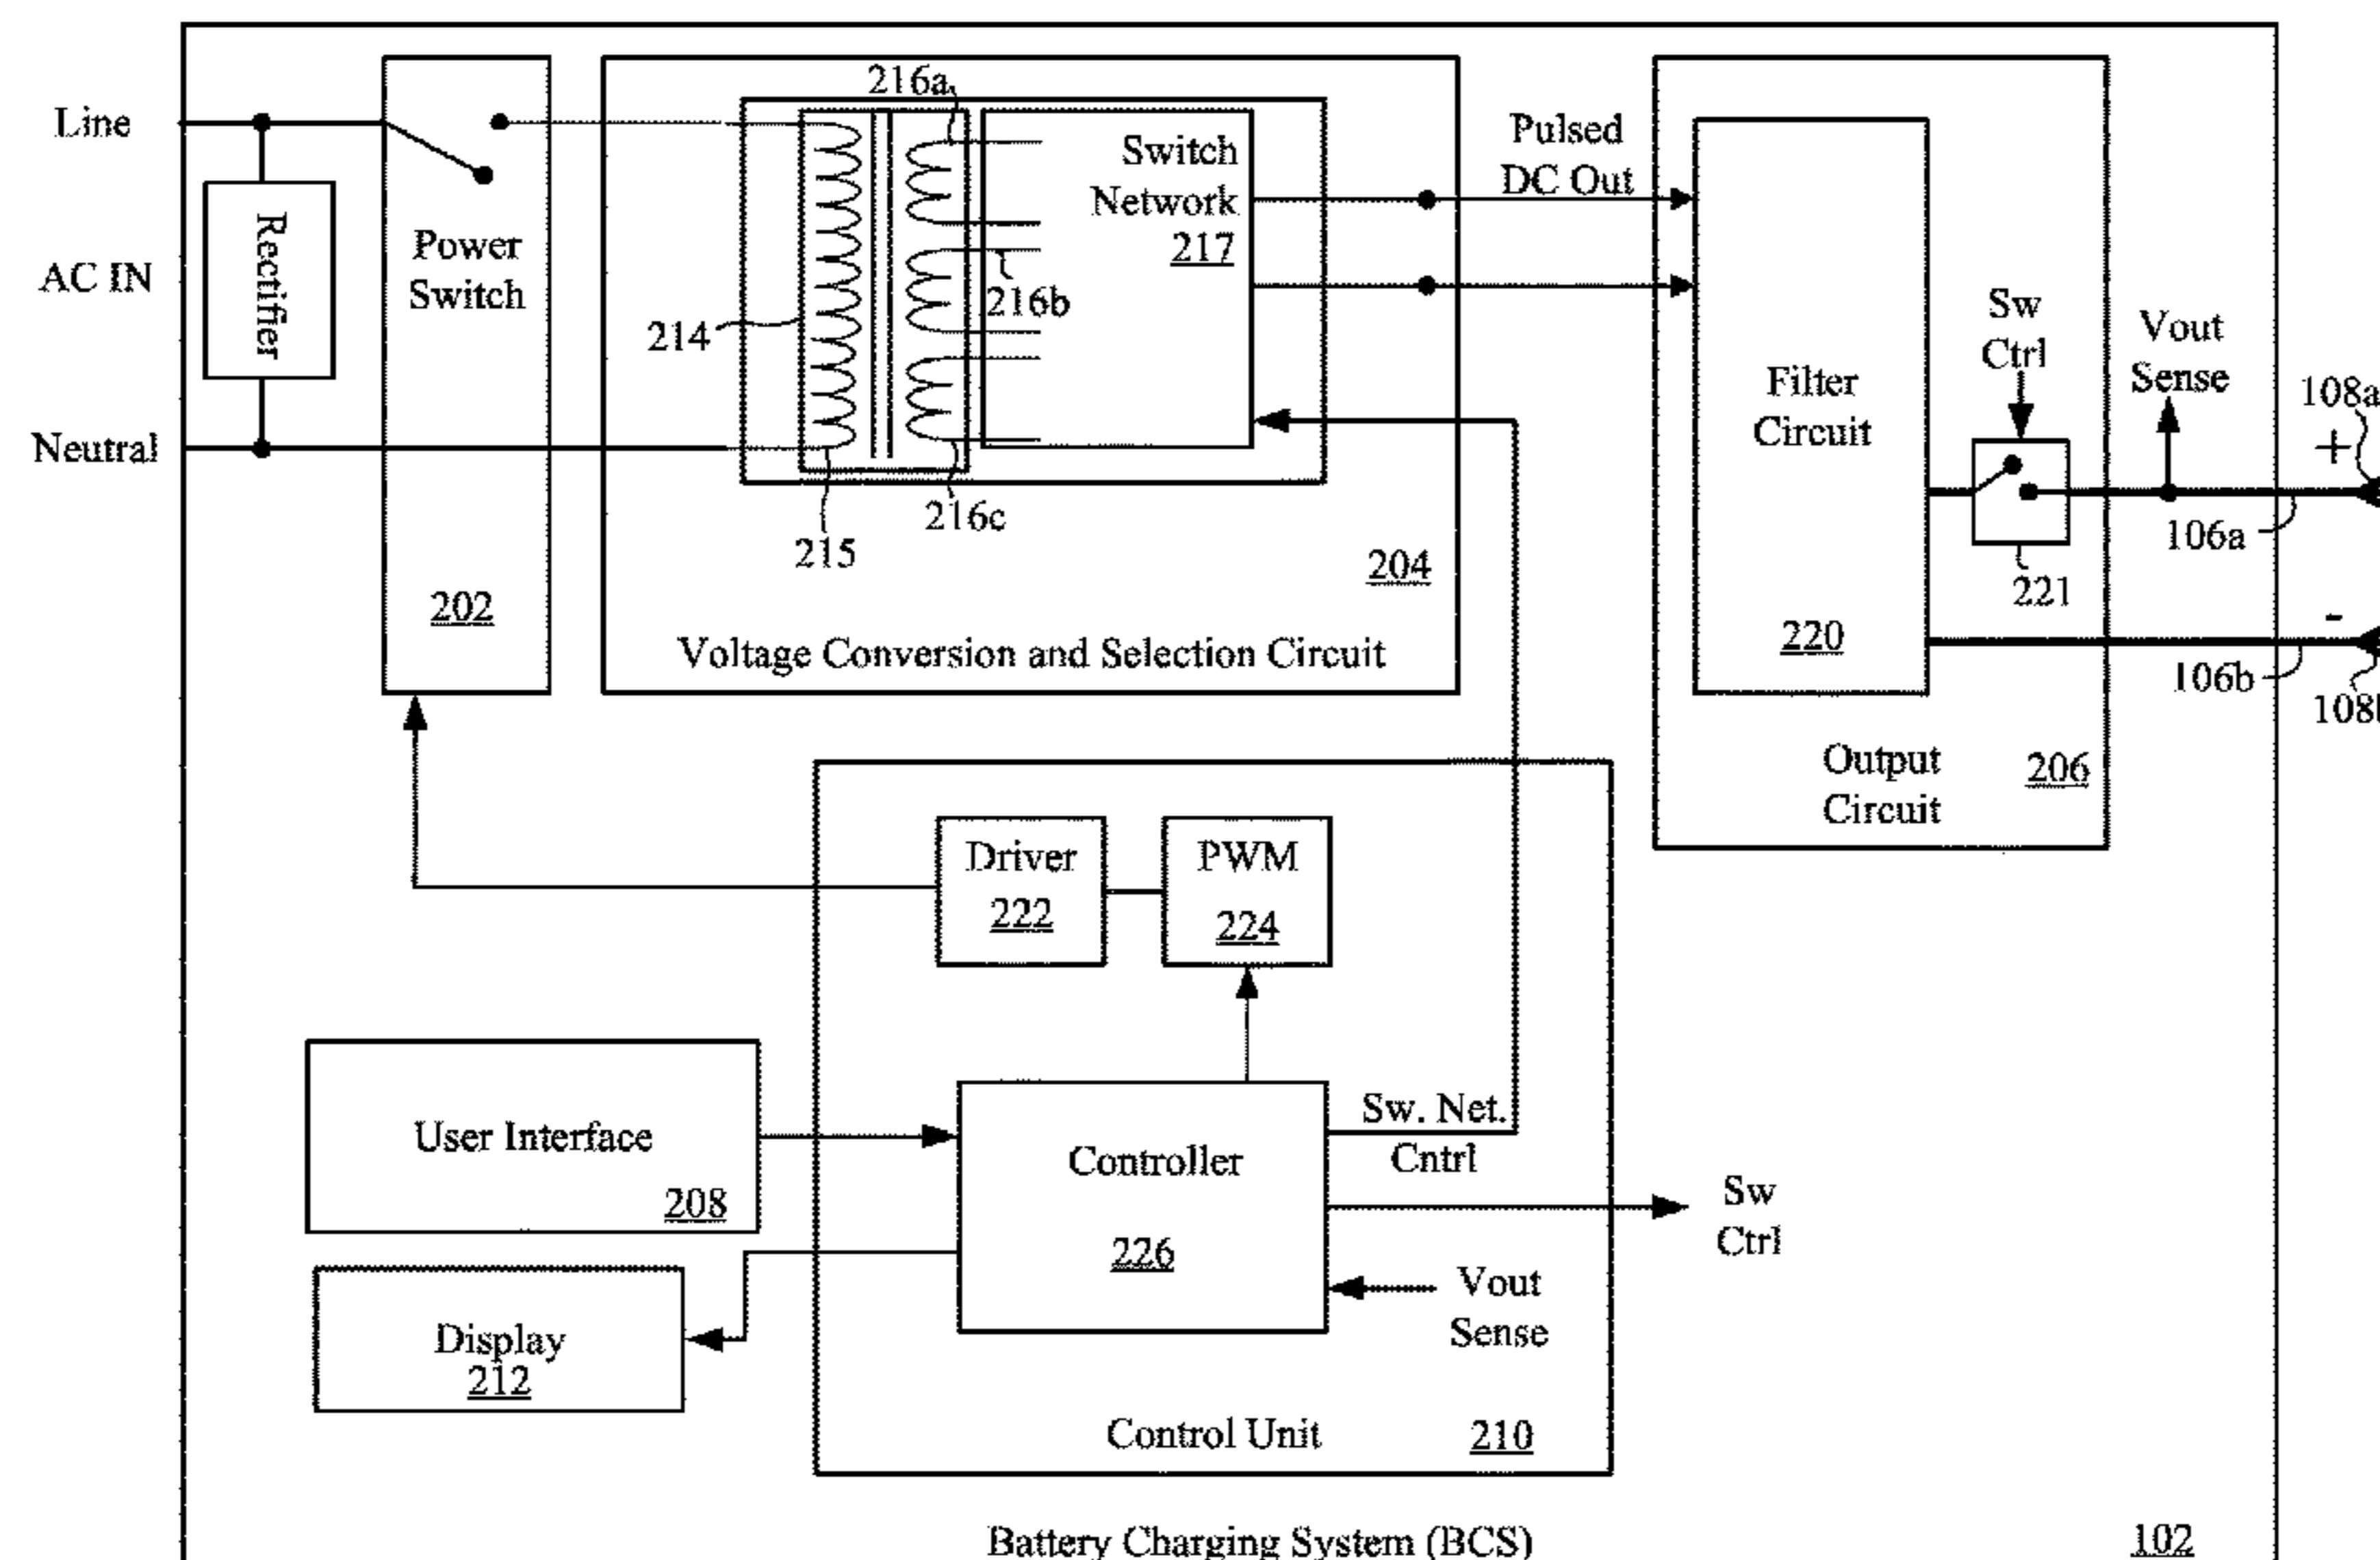 Line
AC IN
Neutral
Rectifier
Power
Switch
202
214
215
216a
216b
216c
Switch
Network
217
204
Voltage Conversion and Selection Circuit
Pulsed
DC Out
Filter
Circuit
220
Sw
Ctrl
221
Vout
Sense
108a
+
106a
-
106b
108b
Output
Circuit
206
Driver
222
PWM
224
User Interface
208
Controller
226
Sw. Net.
Cntrl
Sw
Ctrl
Vout
Sense
Display
212
Control Unit
210
Battery Charging System (BCS)
102